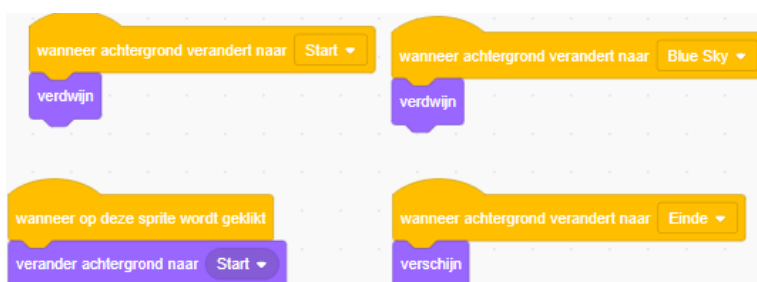 wanneer achtergrond verandert naar Start
verdwijn
wanneer achtergrond verandert naar Blue Sky
verdwijn
wanneer op deze sprite wordt geklikt
verander achtergrond naar Start
wanneer achtergrond verandert naar Einde
verschijn